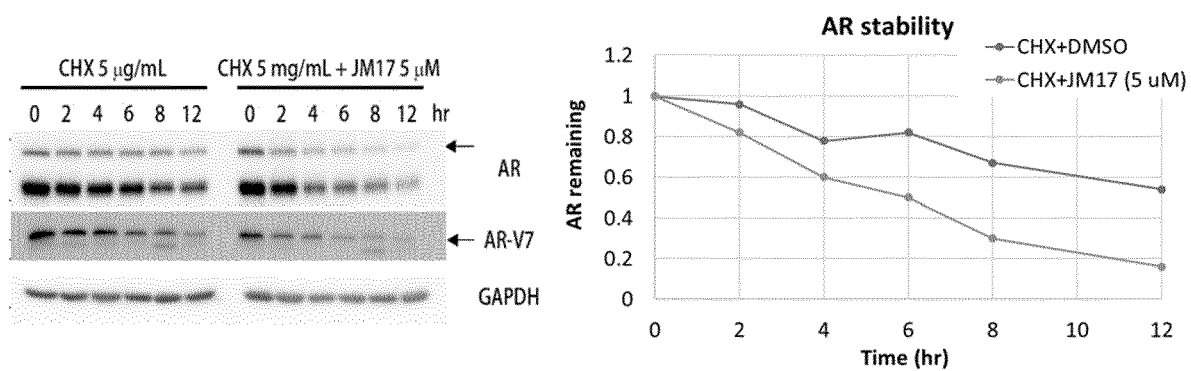 CHX 5 μg/mL
CHX 5 mg/mL + JM17 5 μM
0 2 4 6 8 12 0 2 4 6 8 12 hr
AR
AR-V7
GAPDH
AR stability
CHX+DMSO
CHX+JM17 (5 uM)
AR remaining
1.2
1
0.8
0.6
0.4
0.2
0
0 2 4 6 8 10 12
Time (hr)